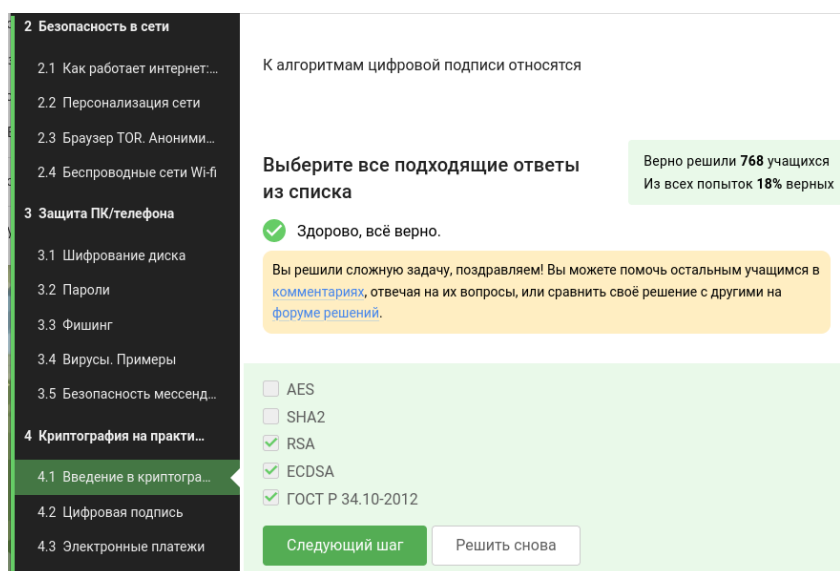 2 Безопасность в сети
2.1 Как работает интернет:...
2.2 Персонализация сети
2.3 Браузер TOR. Аноними...
2.4 Беспроводные сети Wi-fi
3 Защита ПК/телефона
3.1 Шифрование диска
3.2 Пароли
3.3 Фишинг
3.4 Вирусы. Примеры
3.5 Безопасность мессенд...
4 Криптография на практи...
4.1 Введение в криптогра...
4.2 Цифровая подпись
4.3 Электронные платежи
К алгоритмам цифровой подписи относятся
Выберите все подходящие ответы
из списка
Верно решили 768 учащихся
Из всех попыток 18% верных
Здорово, всё верно.
Вы решили сложную задачу, поздравляем! Вы можете помочь остальным учащимся в
комментариях, отвечая на их вопросы, или сравнить своё решение с другими на
форуме решений.
AES
SHA2
RSA
ECDSA
ГОСТ Р 34.10-2012
Следующий шаг
Решить снова